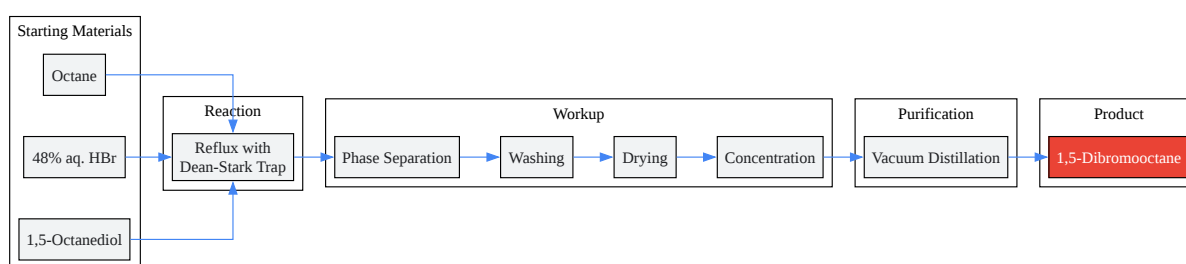 Starting Materials
Octane
48% aq. HBr
1,5-Octanediol
Reaction
Reflux with
Dean-Stark Trap
Workup
Phase Separation
Washing
Drying
Concentration
Purification
Vacuum Distillation
Product
1,5-Dibromooctane